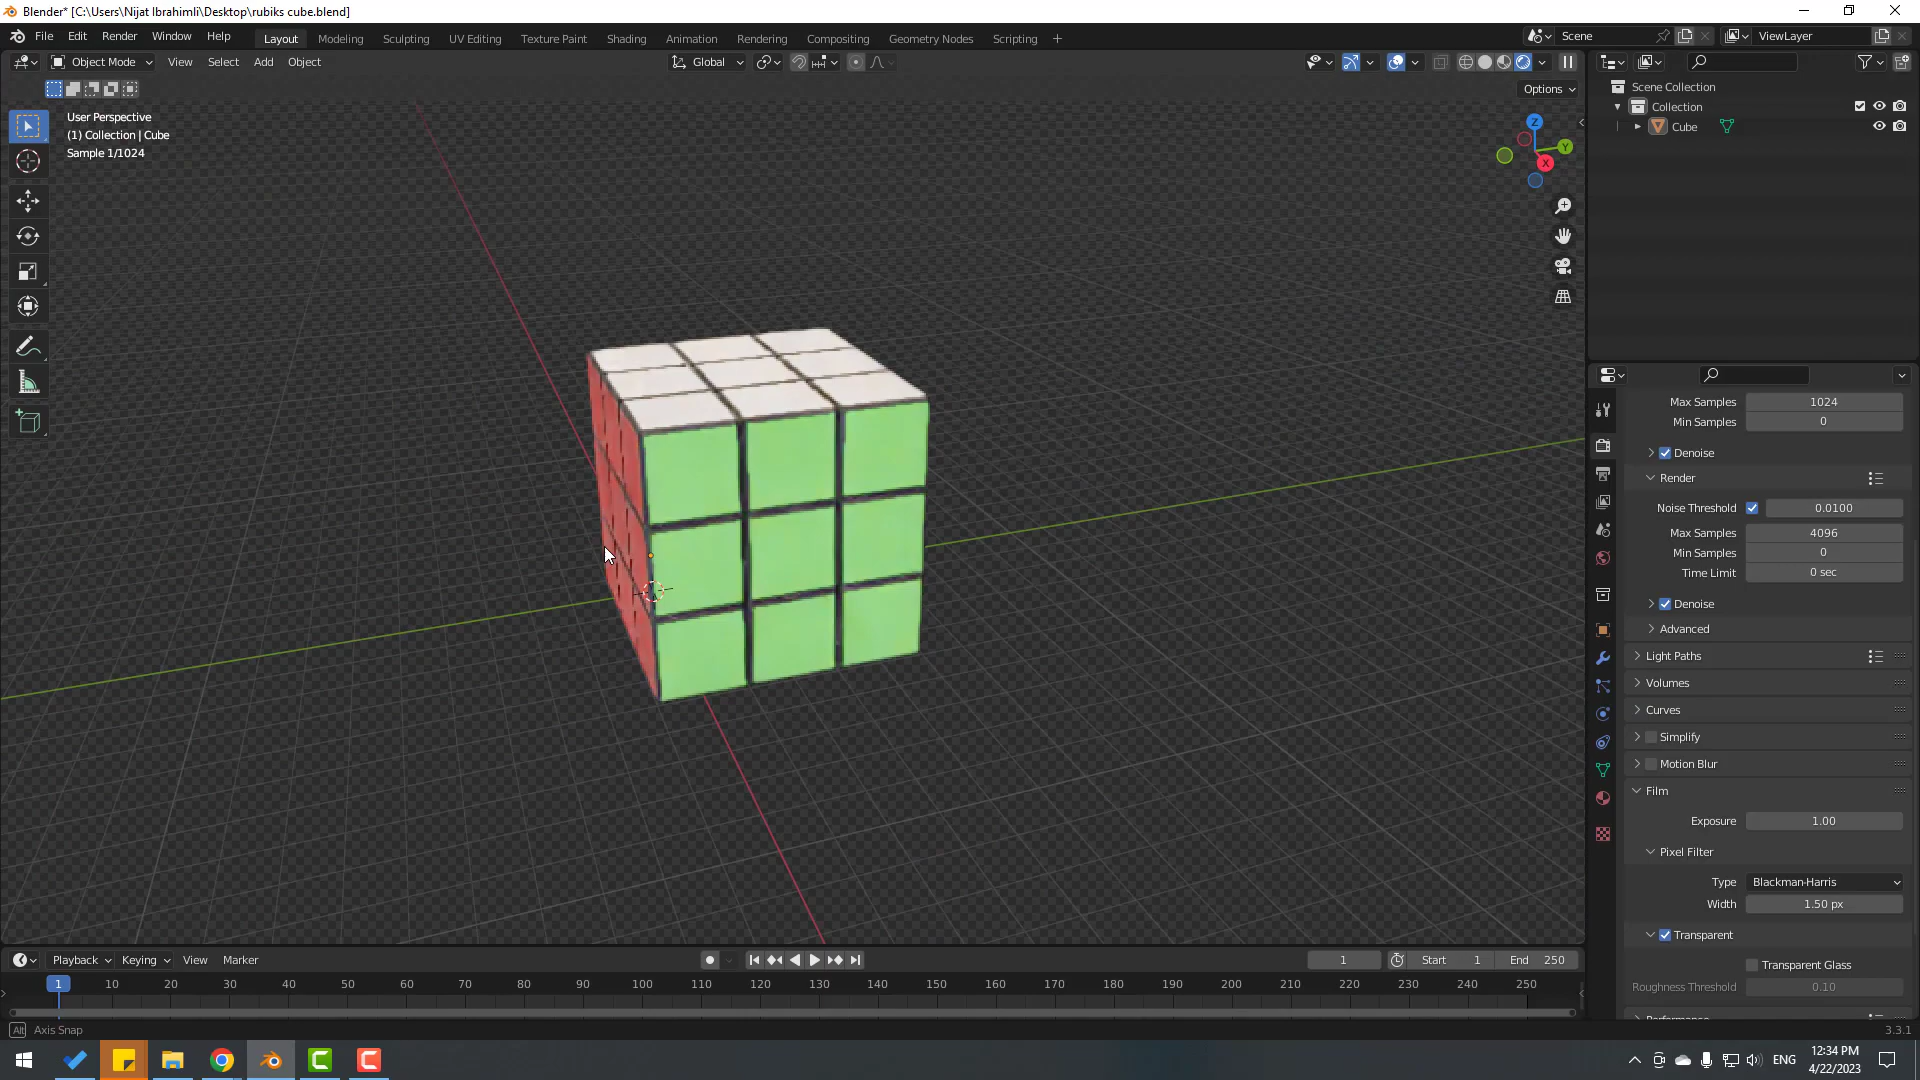 Blender* [C:\Users\Nijat Ibrahimli\Desktop\rubiks cube.blend]
File Edit Render Window Help Layout Modeling Sculpting UV Editing Texture Paint Shading Animation Rendering Compositing Geometry Nodes Scripting + Scene ViewLayer
Object Mode View Select Add Object Global
Options
User Perspective
(1) Collection | Cube
Sample 1/1024
Z
Y
X
Scene Collection
Collection
Cube
Max Samples 1024
Min Samples 0
Denoise
Render
Noise Threshold 0.0100
Max Samples 4096
Min Samples 0
Time Limit 0 sec
Denoise
Advanced
Light Paths
Volumes
Curves
Simplify
Motion Blur
Film
Exposure 1.00
Pixel Filter
Type Blackman-Harris
Width 1.50 px
Transparent
Transparent Glass
Roughness Threshold 0.10
Performance
Playback Keying View Marker 1 Start 1 End 250
1 10 20 30 40 50 60 70 80 90 100 110 120 130 140 150 160 170 180 190 200 210 220 230 240 250
Alt Axis Snap 3.3.1
ENG 12:34 PM
4/22/2023